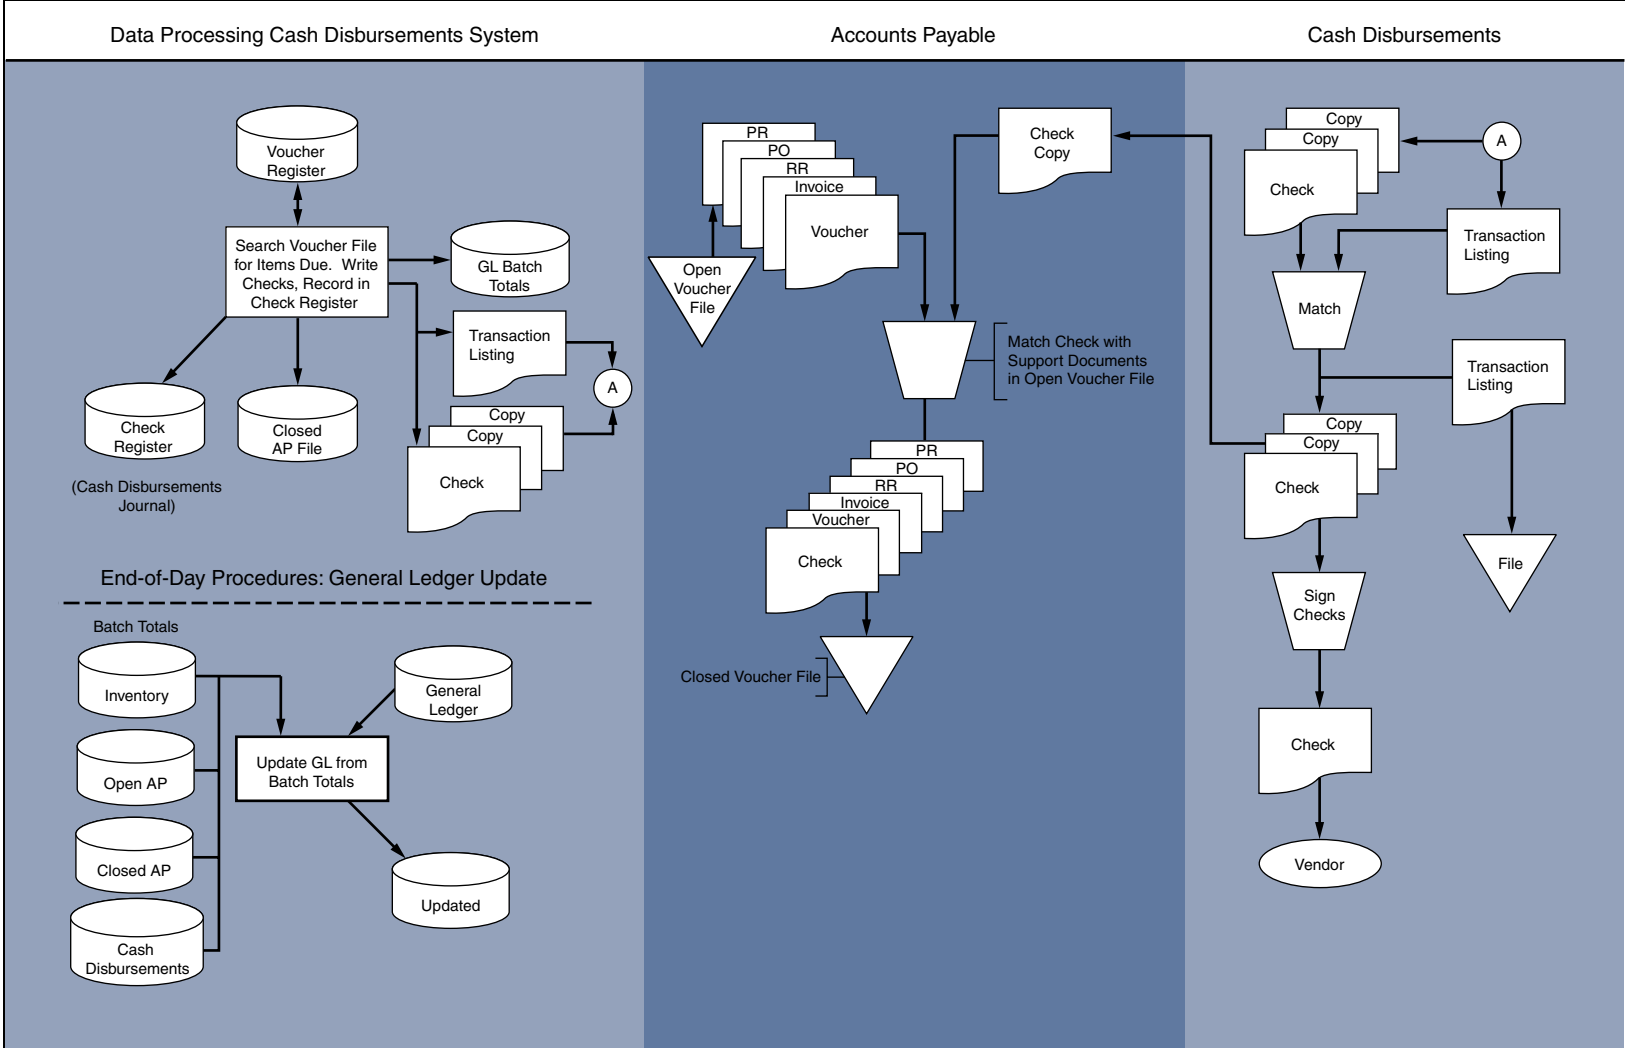 Data Processing Cash Disbursements System
Accounts Payable
Cash Disbursements
Voucher
Register
Search Voucher File
for Items Due. Write
Checks, Record in
Check Register
GL Batch
Totals
Transaction
Listing
A
Check
Register
(Cash Disbursements
Journal)
Closed
AP File
Copy
Copy
Check
End-of-Day Procedures: General Ledger Update
Batch Totals
Inventory
Open AP
Closed AP
Cash
Disbursements
General
Ledger
Update GL from
Batch Totals
Updated
PR
PO
RR
Invoice
Voucher
Open
Voucher
File
Check
Copy
Match Check with
Support Documents
in Open Voucher File
PR
PO
RR
Invoice
Voucher
Check
Closed Voucher File
Copy
Copy
Check
A
Transaction
Listing
Match
Transaction
Listing
Copy
Copy
Check
File
Sign
Checks
Check
Vendor